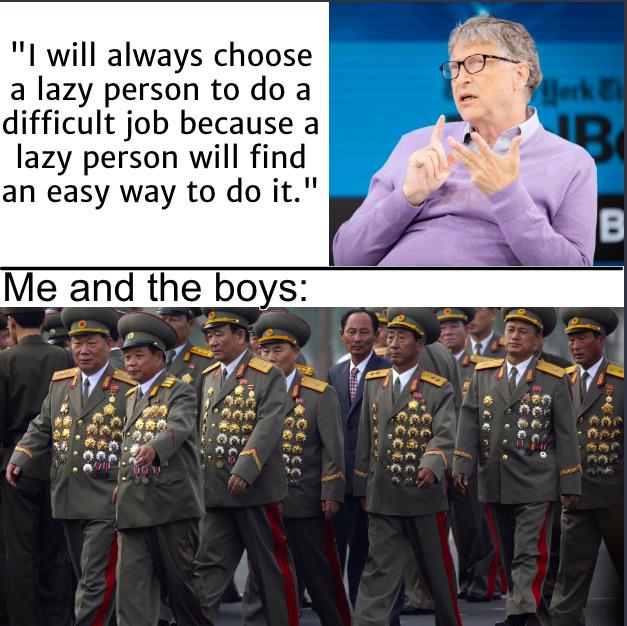 "I will always choose
a lazy person to do a
difficult job because a
lazy person will find
an easy way to do it."
Me and the boys: